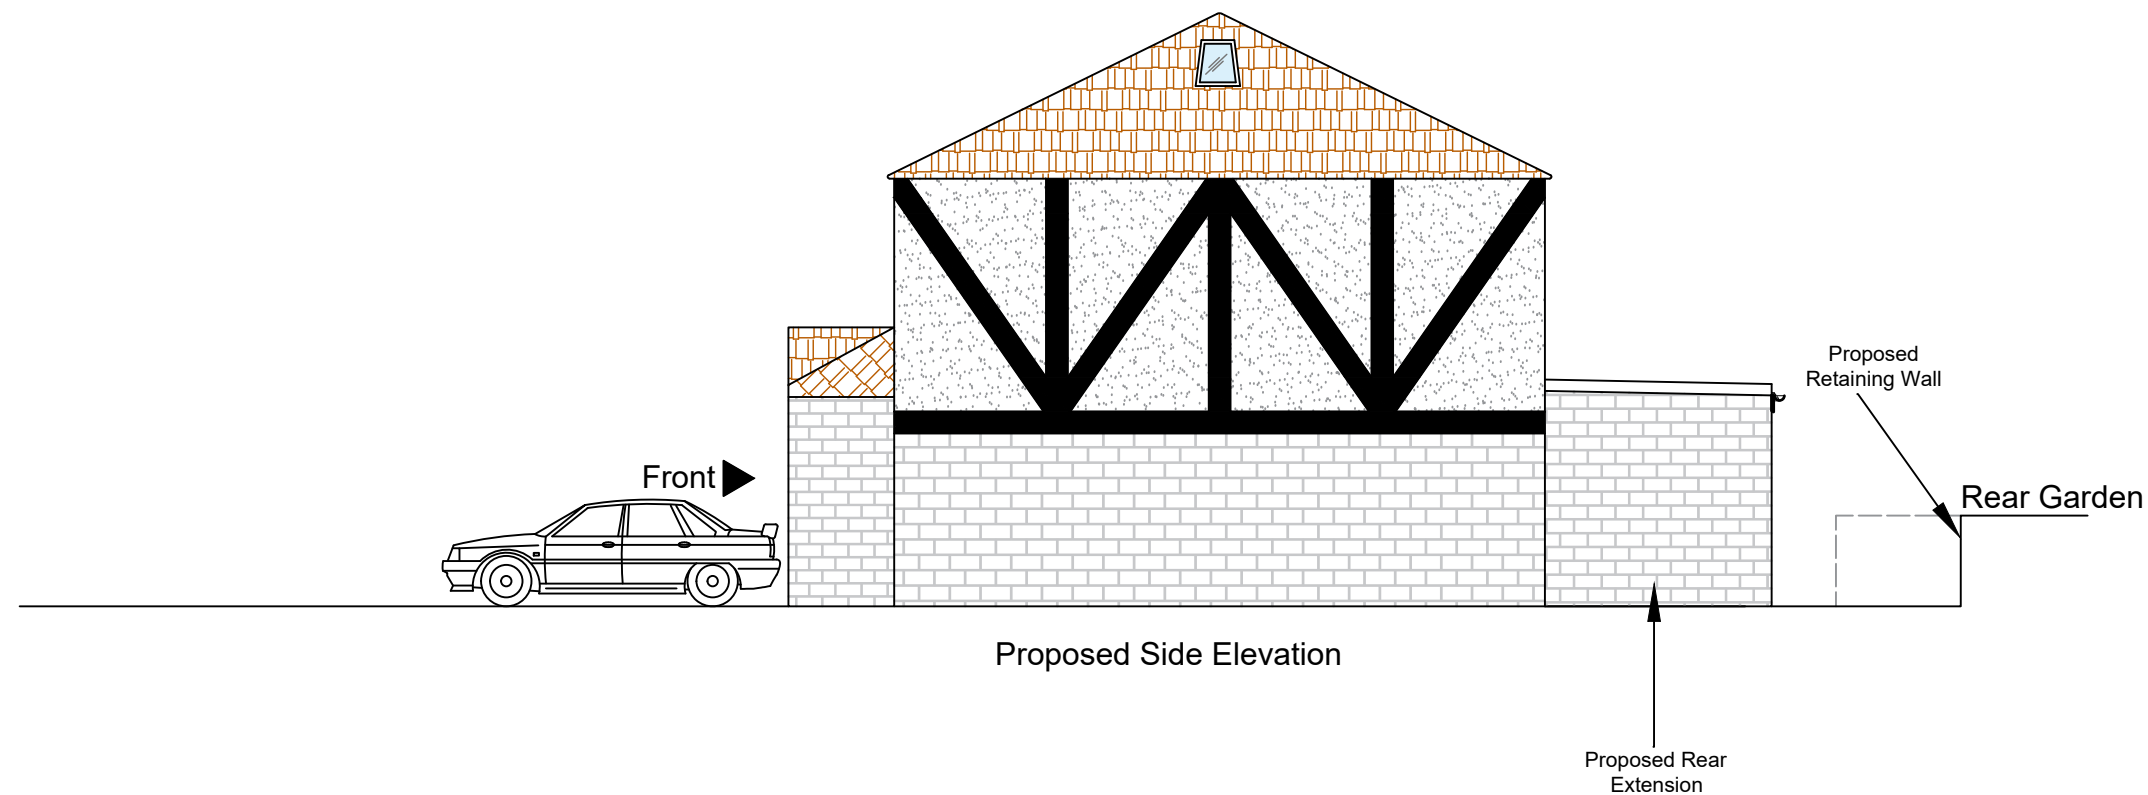 Proposed
Retaining Wall
Front
Rear Garden
Proposed Side Elevation
Proposed Rear
Extension